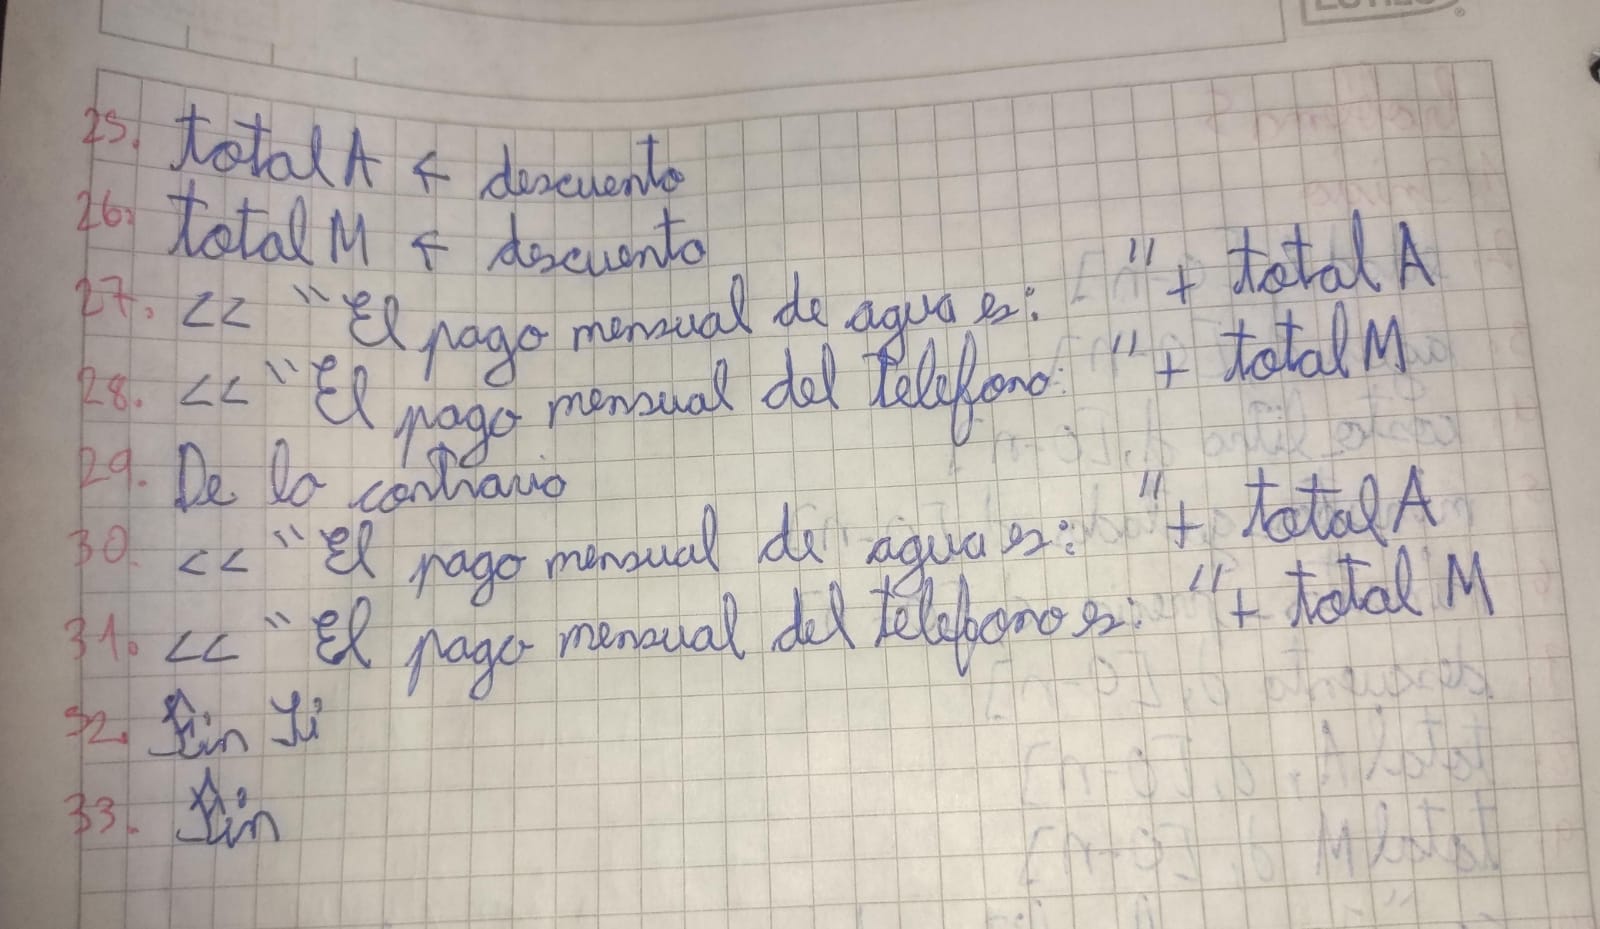 25. total A ← descuento
26. total M ← descuento
27. << "El pago mensual de agua es: " + total A
28. << "El pago mensual del telefono: " + total M
29. De lo contrario
30. << "El pago mensual de agua es: " + total A
31. << "El pago mensual del telefono es: " + total M
32. Fin Si
33. Fin